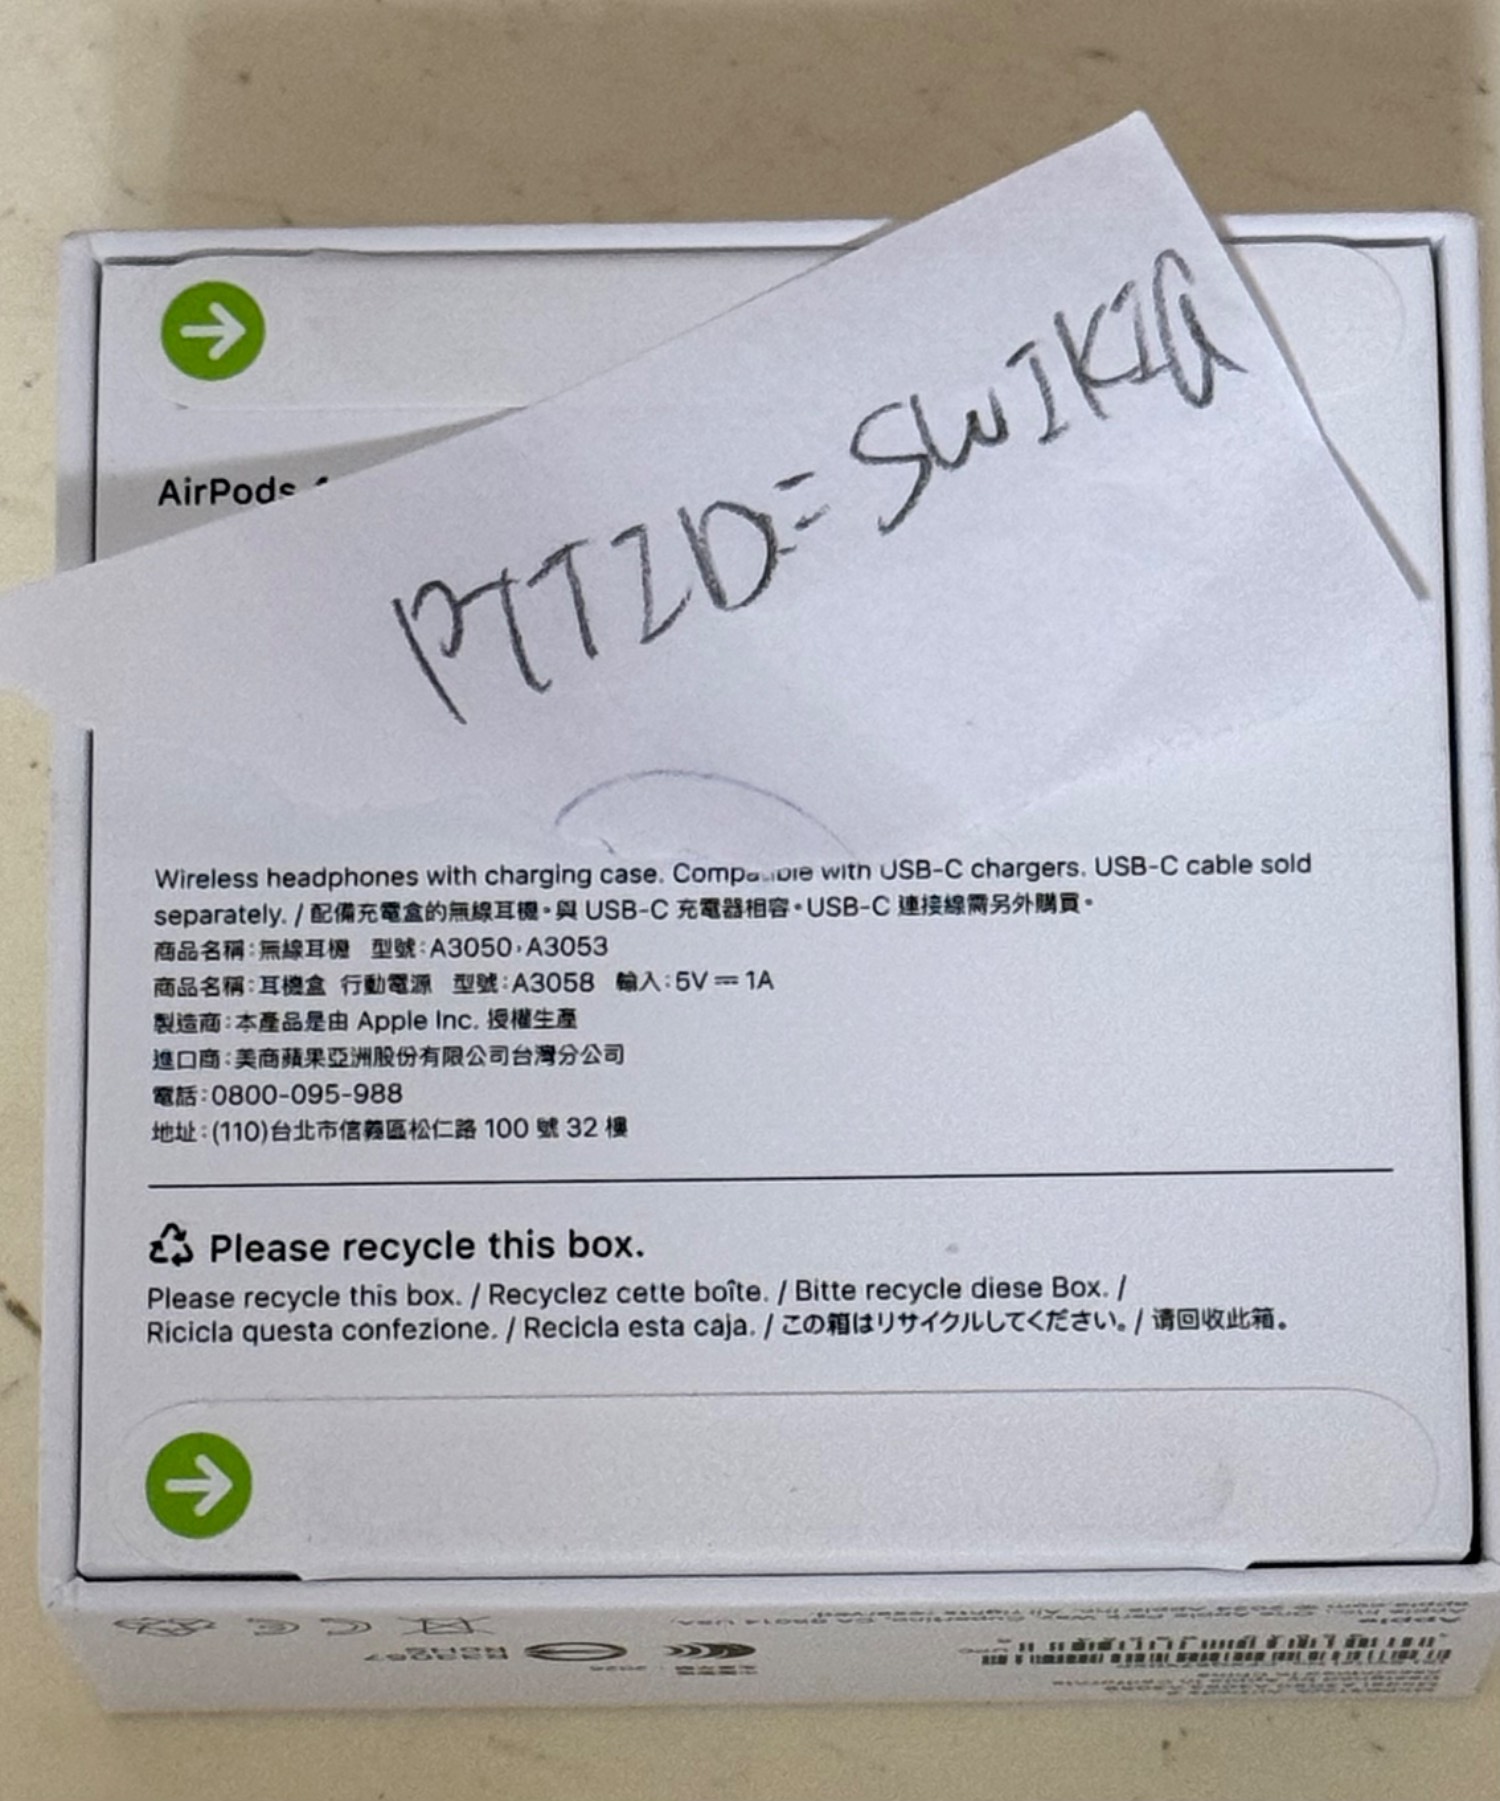 AirPods
PTTID=SWIKIG
Wireless headphones with charging case. Compatible with USB-C chargers. USB-C cable sold
separately. / 配備充電盒的無線耳機。與 USB-C 充電器相容。USB-C 連接線需另外購買。
商品名稱:無線耳機 型號:A3050,A3053
商品名稱:耳機盒 行動電源 型號:A3058 輸入:5V⎓1A
製造商:本產品是由 Apple Inc. 授權生產
進口商:美商蘋果亞洲股份有限公司台灣分公司
電話:0800-095-988
地址:(110)台北市信義區松仁路 100 號 32 樓
Please recycle this box.
Please recycle this box. / Recyclez cette boîte. / Bitte recycle diese Box. /
Ricicla questa confezione. / Recicla esta caja. / この箱はリサイクルしてください。/ 请回收此箱。
R33057
RoHS